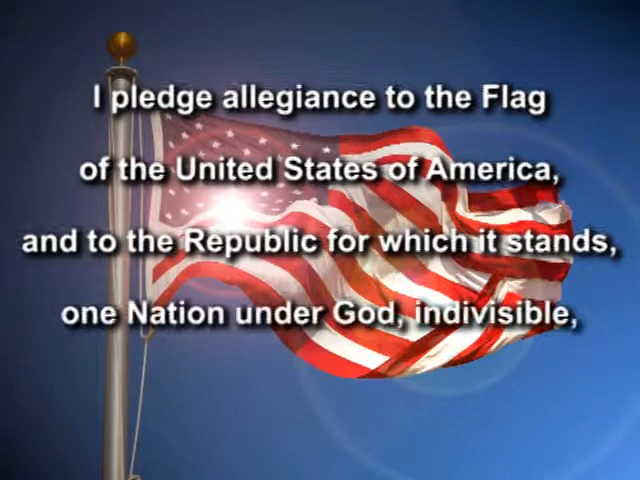 I pledge allegiance to the Flag
of the United States of America,
and to the Republic for which it stands,
one Nation under God, indivisible,